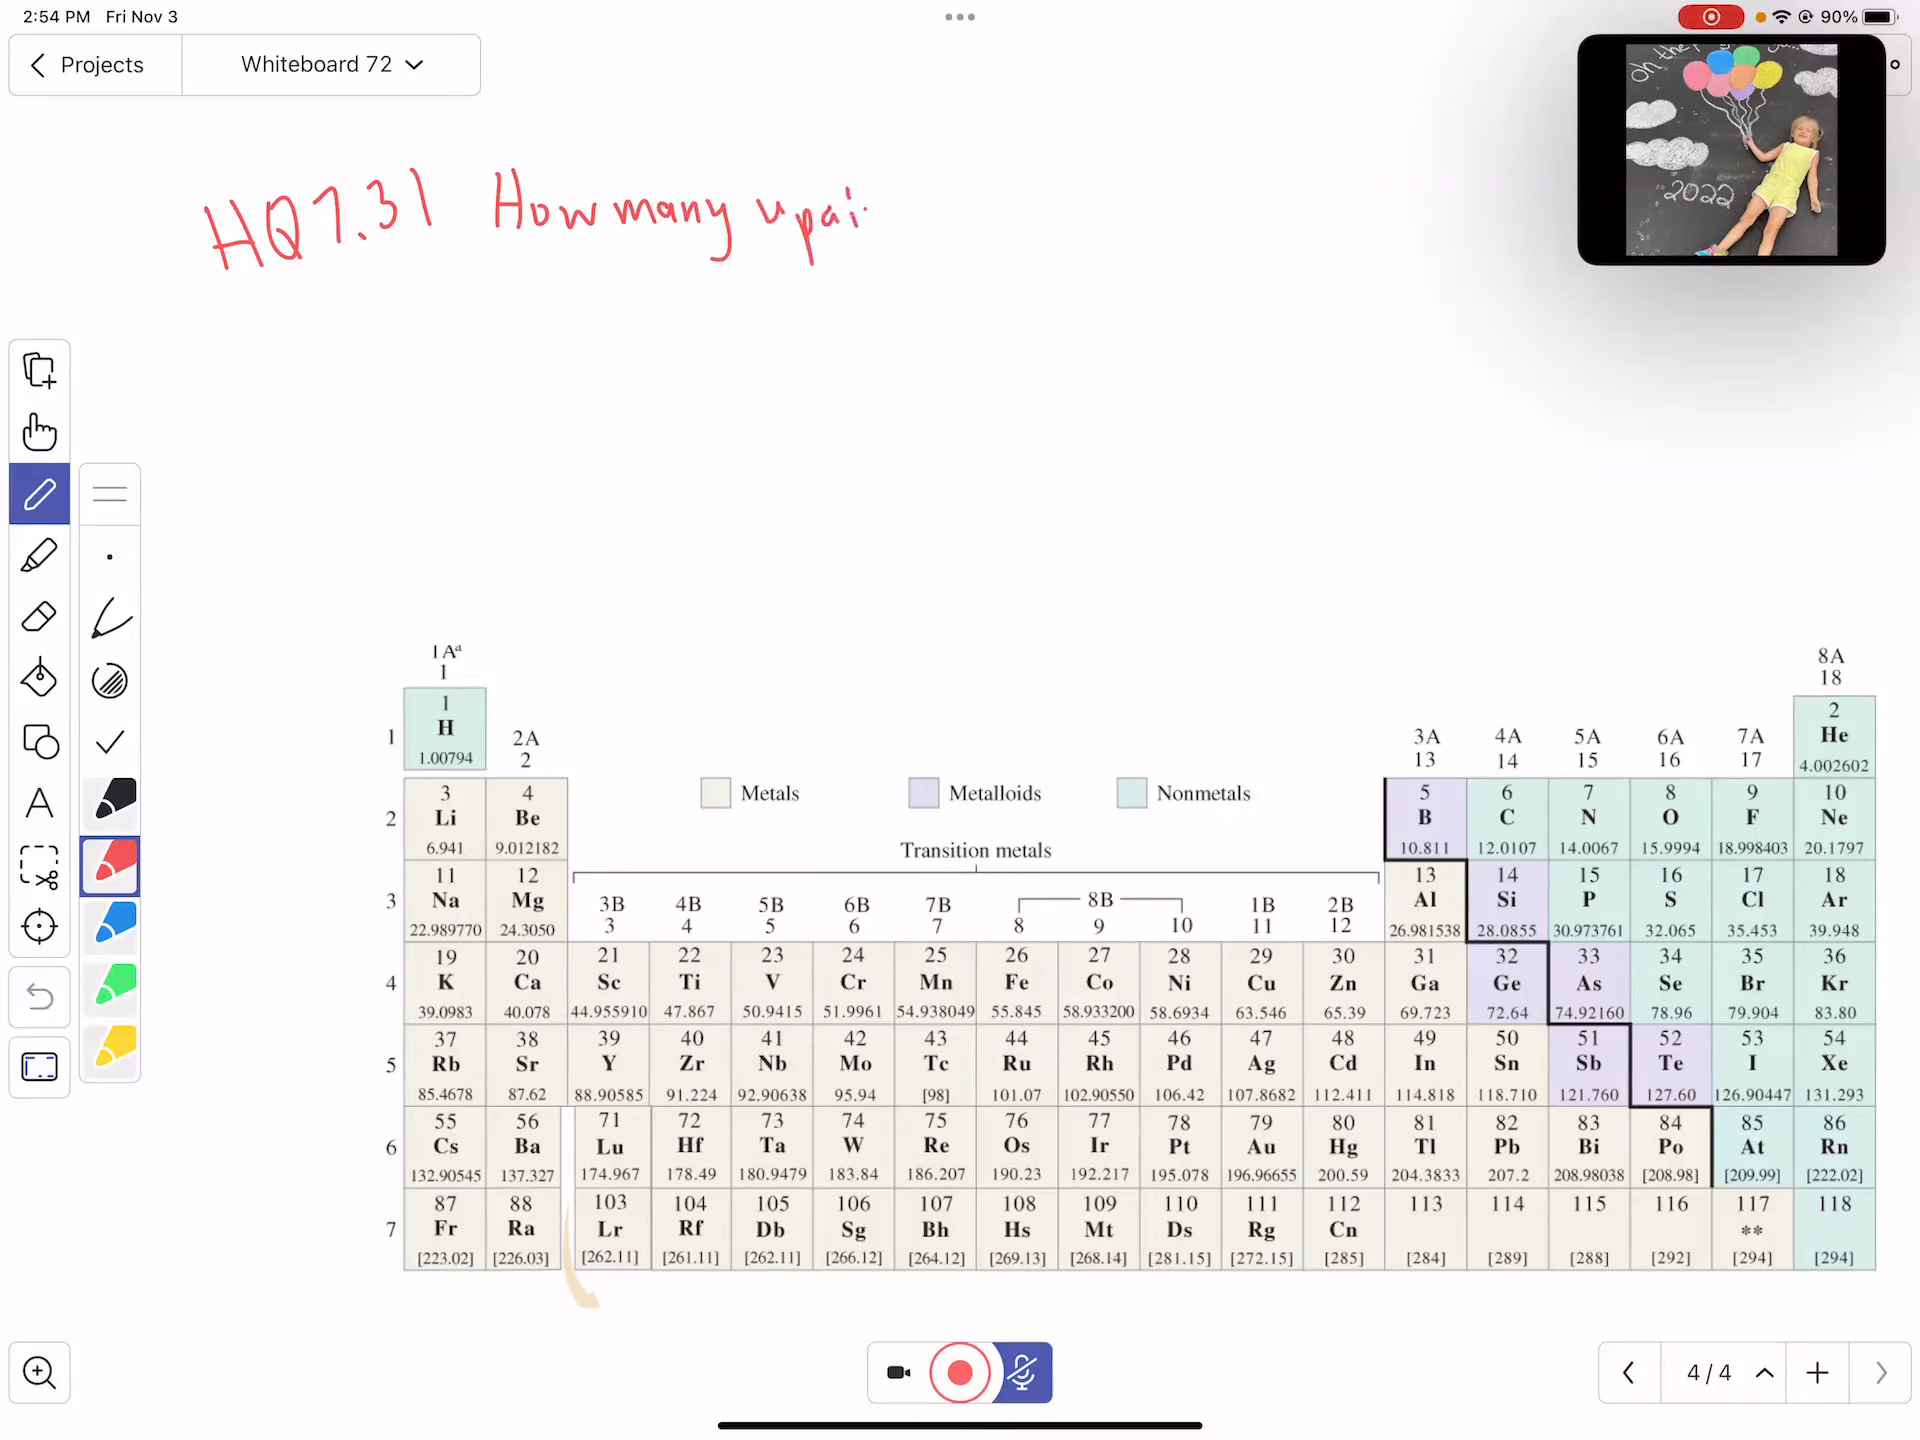 2:54 PM Fri Nov 3
90%
Projects
Whiteboard 72
2022
HQ7.31 How many upai
1Aª 8A
1 18
1 H 1.00794
2 He 4.002602
1
2A 3A 4A 5A 6A 7A
2 13 14 15 16 17
Metals Metalloids Nonmetals
2
3 Li 6.941
4 Be 9.012182
5 B 10.811
6 C 12.0107
7 N 14.0067
8 O 15.9994
9 F 18.998403
10 Ne 20.1797
Transition metals
3B 4B 5B 6B 7B 8B 1B 2B
3 4 5 6 7 8 9 10 11 12
3
11 Na 22.989770
12 Mg 24.3050
13 Al 26.981538
14 Si 28.0855
15 P 30.973761
16 S 32.065
17 Cl 35.453
18 Ar 39.948
4
19 K 39.0983
20 Ca 40.078
21 Sc 44.955910
22 Ti 47.867
23 V 50.9415
24 Cr 51.9961
25 Mn 54.938049
26 Fe 55.845
27 Co 58.933200
28 Ni 58.6934
29 Cu 63.546
30 Zn 65.39
31 Ga 69.723
32 Ge 72.64
33 As 74.92160
34 Se 78.96
35 Br 79.904
36 Kr 83.80
5
37 Rb 85.4678
38 Sr 87.62
39 Y 88.90585
40 Zr 91.224
41 Nb 92.90638
42 Mo 95.94
43 Tc [98]
44 Ru 101.07
45 Rh 102.90550
46 Pd 106.42
47 Ag 107.8682
48 Cd 112.411
49 In 114.818
50 Sn 118.710
51 Sb 121.760
52 Te 127.60
53 I 126.90447
54 Xe 131.293
6
55 Cs 132.90545
56 Ba 137.327
71 Lu 174.967
72 Hf 178.49
73 Ta 180.9479
74 W 183.84
75 Re 186.207
76 Os 190.23
77 Ir 192.217
78 Pt 195.078
79 Au 196.96655
80 Hg 200.59
81 Tl 204.3833
82 Pb 207.2
83 Bi 208.98038
84 Po [208.98]
85 At [209.99]
86 Rn [222.02]
7
87 Fr [223.02]
88 Ra [226.03]
103 Lr [262.11]
104 Rf [261.11]
105 Db [262.11]
106 Sg [266.12]
107 Bh [264.12]
108 Hs [269.13]
109 Mt [268.14]
110 Ds [281.15]
111 Rg [272.15]
112 Cn [285]
113 [284]
114 [289]
115 [288]
116 [292]
117 ** [294]
118 [294]
4 / 4